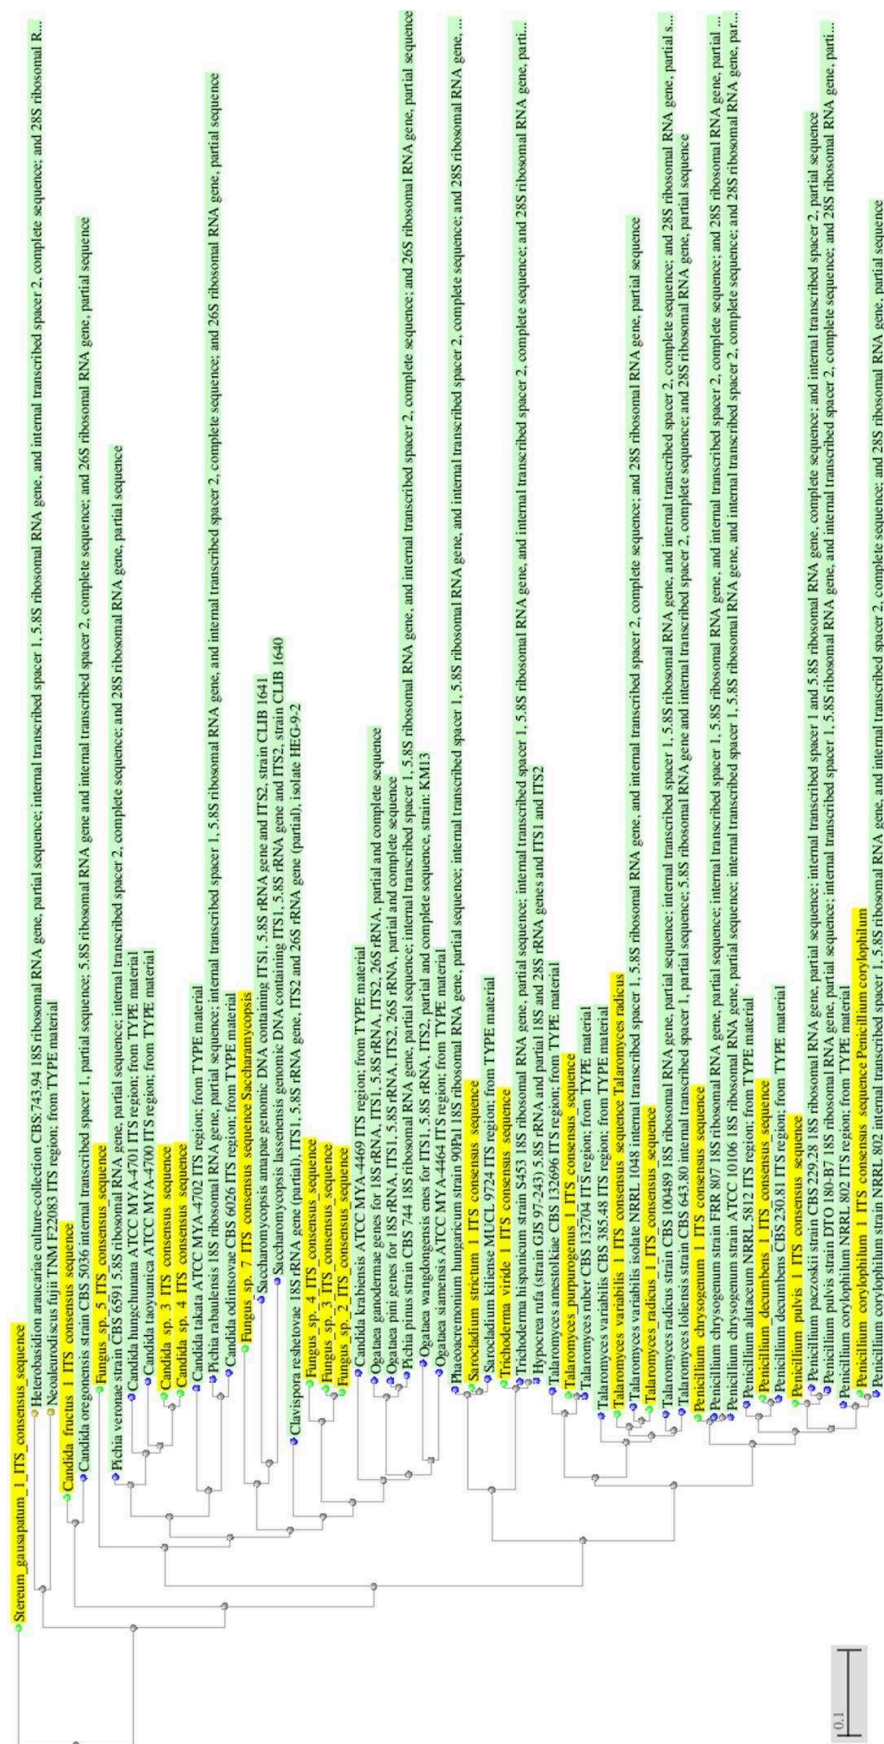 Stereum_gausapatum_1_ITS_consensus_sequence
Heterobasidion araucariae culture-collection CBS:743.94 18S ribosomal RNA gene, partial sequence; internal transcribed spacer 1, 5.8S ribosomal RNA gene, and internal transcribed spacer 2, complete sequence; and 28S ribosomal R...
Neoaleurodiscus fujii TNM F22083 ITS region; from TYPE material
Candida_fructus_1_ITS_consensus_sequence
Candida oregonensis strain CBS 5036 internal transcribed spacer 1, partial sequence; 5.8S ribosomal RNA gene and internal transcribed spacer 2, complete sequence; and 26S ribosomal RNA gene, partial sequence
Fungus_sp_5_ITS_consensus_sequence
Pichia veronae strain CBS 6591 5.8S ribosomal RNA gene, partial sequence; internal transcribed spacer 2, complete sequence; and 28S ribosomal RNA gene, partial sequence
Candida hungchunana ATCC MYA-4701 ITS region; from TYPE material
Candida taoyuanica ATCC MYA-4700 ITS region; from TYPE material
Candida_sp._3_ITS_consensus_sequence
Candida_sp._4_ITS_consensus_sequence
Candida takata ATCC MYA-4702 ITS region; from TYPE material
Pichia rabaulensis 18S ribosomal RNA gene, partial sequence; internal transcribed spacer 1, 5.8S ribosomal RNA gene, and internal transcribed spacer 2, complete sequence; and 26S ribosomal RNA gene, partial sequence
Candida odintsovae CBS 6026 ITS region; from TYPE material
Fungus_sp._7_ITS_consensus_sequence Saccharamycopsis
Saccharomycopsis amapae genomic DNA containing ITS1, 5.8S rRNA gene and ITS2, strain CLIB 1641
Saccharomycopsis lassenensis genomic DNA containing ITS1, 5.8S rRNA gene and ITS2, strain CLIB 1640
Clavispora reshetovae 18S rRNA gene (partial), ITS1, 5.8S rRNA gene, ITS2 and 26S rRNA gene (partial), isolate HEG-9-2
Fungus_sp._4_ITS_consensus_sequence
Fungus_sp_3_ITS_consensus_sequence
Fungus_sp_2_ITS_consensus_sequence
Candida krabiensis ATCC MYA-4469 ITS region; from TYPE material
Ogataea ganodermae genes for 18S rRNA, ITS1, 5.8S rRNA, ITS2, 26S rRNA, partial and complete sequence
Ogataea pini genes for 18S rRNA, ITS1, 5.8S rRNA, ITS2, 26S rRNA, partial and complete sequence
Pichia pinus strain CBS 744 18S ribosomal RNA gene, partial sequence; internal transcribed spacer 1, 5.8S ribosomal RNA gene, and internal transcribed spacer 2, complete sequence; and 26S ribosomal RNA gene, partial sequence
Ogataea wangdongensis enes for ITS1, 5.8S rRNA, ITS2, partial and complete sequence, strain: KM13
Ogataea siamensis ATCC MYA-4464 ITS region; from TYPE material
Phaeoacremonium hungaricum strain 90Pal 18S ribosomal RNA gene, partial sequence; internal transcribed spacer 1, 5.8S ribosomal RNA gene, and internal transcribed spacer 2, complete sequence; and 28S ribosomal RNA gene, ...
Sarocladium strictum_1_ITS_consensus_sequence
Sarocladium kiliense MUCL 9724 ITS region; from TYPE material
Trichoderma_viride_1_ITS_consensus_sequence
Trichoderma hispanicum strain S453 18S ribosomal RNA gene, partial sequence; internal transcribed spacer 1, 5.8S ribosomal RNA gene, and internal transcribed spacer 2, complete sequence; and 28S ribosomal RNA gene, parti...
Hypocrea rufa (strain GJS 97-243) 5.8S rRNA and partial 18S and 28S rRNA genes and ITS1 and ITS2
Talaromyces amestolkiae CBS 132696 ITS region; from TYPE material
Talaromyces_purpurogenus_1_ITS_consensus_sequence
Talaromyces ruber CBS 132704 ITS region; from TYPE material
Talaromyces variabilis CBS 385.48 ITS region; from TYPE material
Talaromyces variabilis_1_ITS_consensus_sequence Talaromyces radicus
Talaromyces variabilis isolate NRRL 1048 internal transcribed spacer 1, 5.8S ribosomal RNA gene, and internal transcribed spacer 2, complete sequence; and 28S ribosomal RNA gene, partial sequence
Talaromyces_radicus_1_ITS_consensus_sequence
Talaromyces radicus strain CBS 100489 18S ribosomal RNA gene, partial sequence; internal transcribed spacer 1, 5.8S ribosomal RNA gene, and internal transcribed spacer 2, complete sequence; and 28S ribosomal RNA gene, partial s...
Talaromyces loliensis strain CBS 643.80 internal transcribed spacer 1, partial sequence; 5.8S ribosomal RNA gene and internal transcribed spacer 2, complete sequence; and 28S ribosomal RNA gene, partial sequence
Penicillium chrysogenum_1_ITS_consensus_sequence
Penicillium chrysogenum strain FRR 807 18S ribosomal RNA gene, partial sequence; internal transcribed spacer 1, 5.8S ribosomal RNA gene, and internal transcribed spacer 2, complete sequence; and 28S ribosomal RNA gene, partial ...
Penicillium chrysogenum strain ATCC 10106 18S ribosomal RNA gene, partial sequence; internal transcribed spacer 1, 5.8S ribosomal RNA gene, and internal transcribed spacer 2, complete sequence; and 28S ribosomal RNA gene, par...
Penicillium alutaceum NRRL 5812 ITS region; from TYPE material
Penicillium_decumbens_1_ITS_consensus_sequence
Penicillium decumbens CBS 230.81 ITS region; from TYPE material
Penicillium_pulvis_1_ITS_consensus_sequence
Penicillium paczoskii strain CBS 229.28 18S ribosomal RNA gene, partial sequence; internal transcribed spacer 1 and 5.8S ribosomal RNA gene, complete sequence; and internal transcribed spacer 2, partial sequence
Penicillium pulvis strain DTO 180-B7 18S ribosomal RNA gene, partial sequence; internal transcribed spacer 1, 5.8S ribosomal RNA gene, and internal transcribed spacer 2, complete sequence; and 28S ribosomal RNA gene, parti...
Penicillium corylophilum NRRL 802 ITS region; from TYPE material
Penicillium corylophilum_1_ITS_consensus_sequence Penicillium corylophilum
Penicillium corylophilum strain NRRL 802 internal transcribed spacer 1, 5.8S ribosomal RNA gene, and internal transcribed spacer 2, complete sequence; and 28S ribosomal RNA gene, partial sequence
0.1